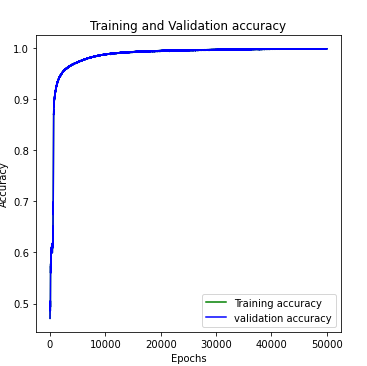 Training and Validation accuracy
1.0
0.9
0.8
0.7
0.6
0.5
Accuracy
Training accuracy
validation accuracy
0 10000 20000 30000 40000 50000
Epochs